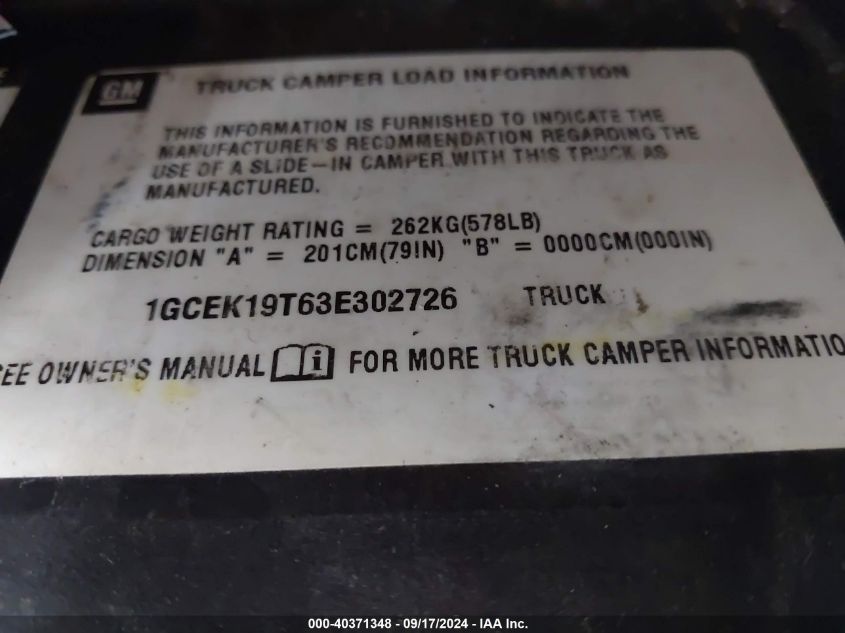 GM TRUCK CAMPER LOAD INFORMATION
THIS INFORMATION IS FURNISHED TO INDICATE THE
MANUFACTURER'S RECOMMENDATION REGARDING THE
USE OF A SLIDE-IN CAMPER WITH THIS TRUCK AS
MANUFACTURED.
CARGO WEIGHT RATING = 262KG(578LB)
DIMENSION "A" = 201CM(79IN) "B" = 0000CM(000IN)
1GCEK19T63E302726 TRUCK
EE OWNER'S MANUAL i FOR MORE TRUCK CAMPER INFORMATIO
000-40371348 - 09/17/2024 - IAA Inc.